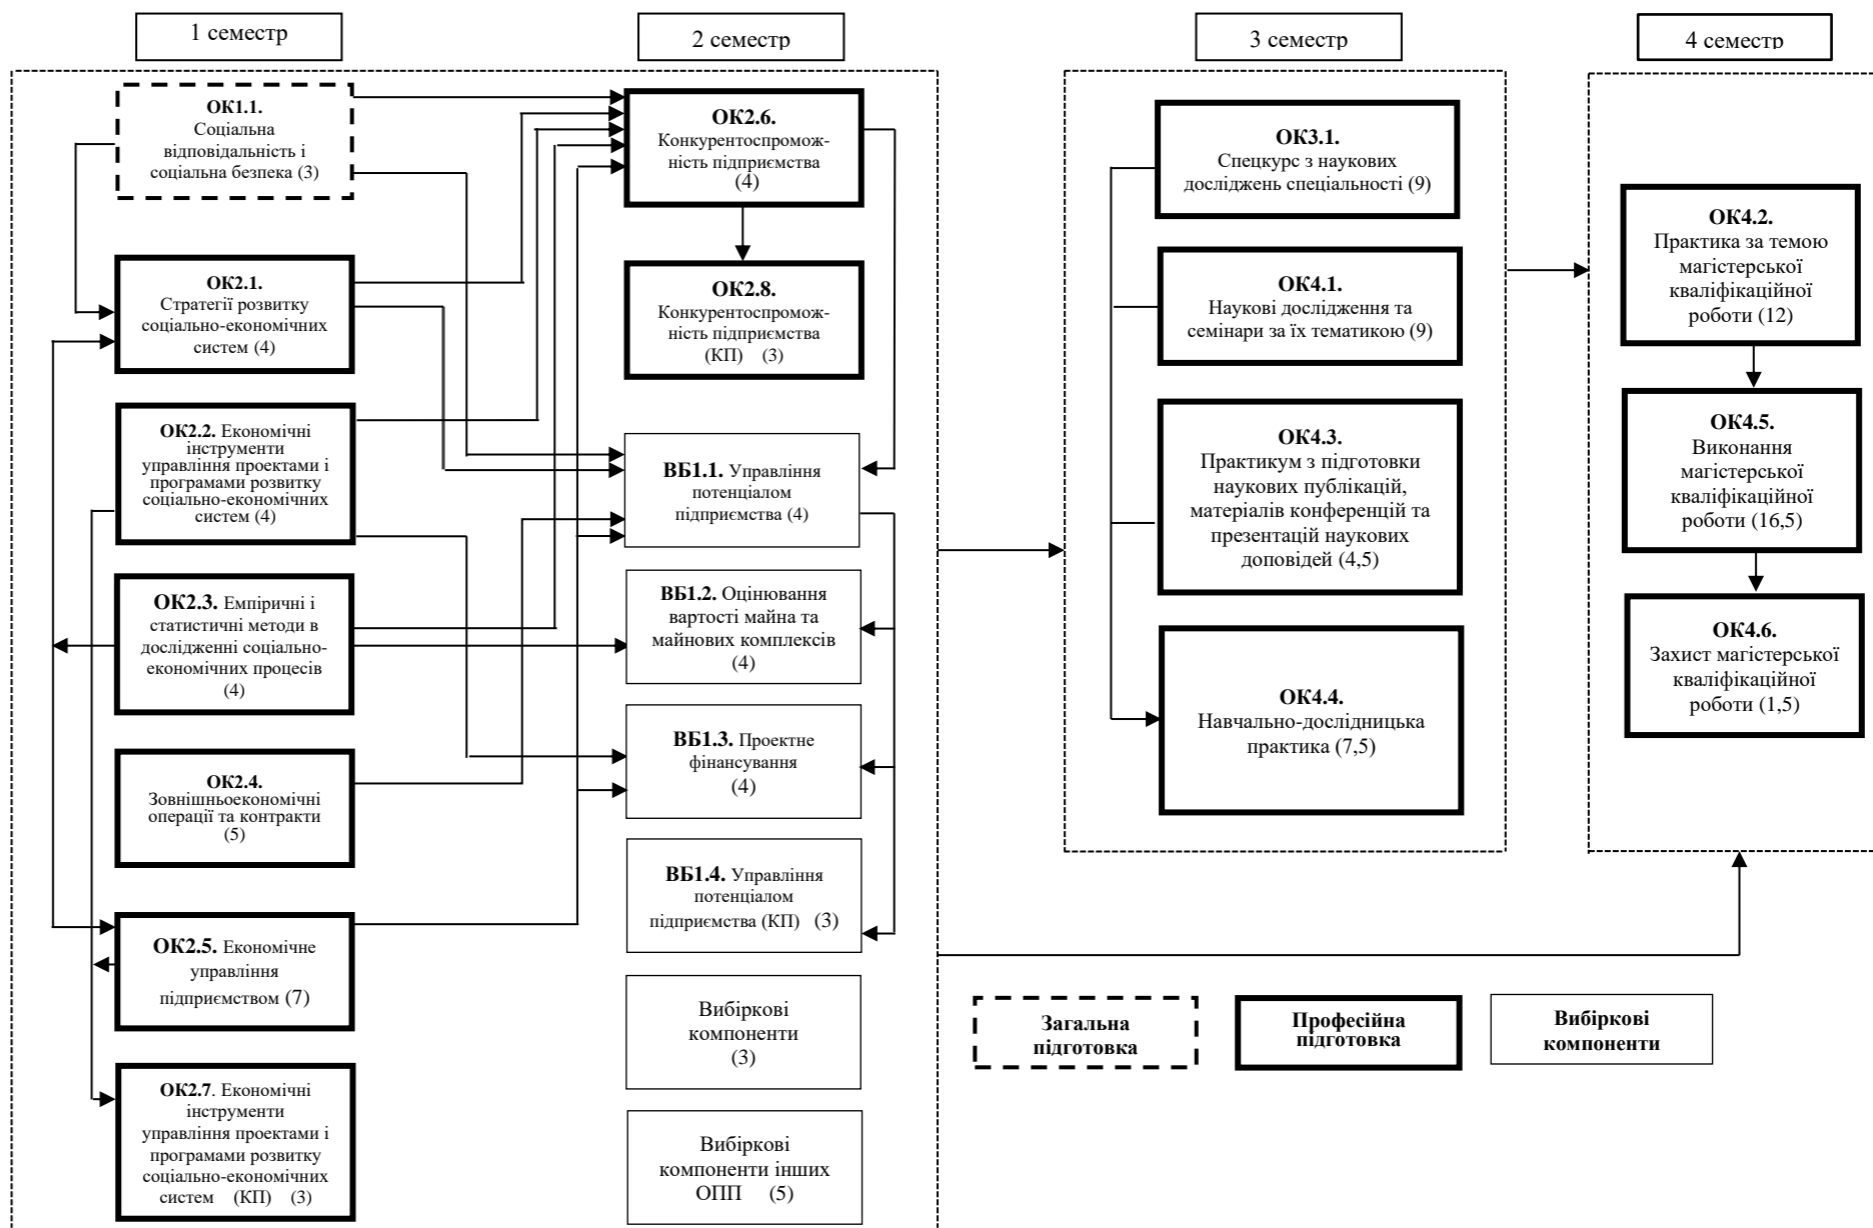 1 семестр
2 семестр
3 семестр
4 семестр
ОК1.1.
Соціальна
відповідальність і
соціальна безпека (3)
ОК2.1.
Стратегії розвитку
соціально-економічних
систем (4)
ОК2.2. Економічні
інструменти
управління проектами і
програмами розвитку
соціально-економічних
систем (4)
ОК2.3. Емпіричні і
статистичні методи в
дослідженні соціально-
економічних процесів
(4)
ОК2.4.
Зовнішньоекономічні
операції та контракти
(5)
ОК2.5. Економічне
управління
підприємством (7)
ОК2.7. Економічні
інструменти
управління проектами і
програмами розвитку
соціально-економічних
систем (КП) (3)
ОК2.6.
Конкурентоспромож-
ність підприємства
(4)
ОК2.8.
Конкурентоспромож-
ність підприємства
(КП) (3)
ВБ1.1. Управління
потенціалом
підприємства (4)
ВБ1.2. Оцінювання
вартості майна та
майнових комплексів
(4)
ВБ1.3. Проектне
фінансування
(4)
ВБ1.4. Управління
потенціалом
підприємства (КП) (3)
Вибіркові
компоненти
(3)
Вибіркові
компоненти інших
ОПП (5)
ОК3.1.
Спецкурс з наукових
досліджень спеціальності (9)
ОК4.1.
Наукові дослідження та
семінари за їх тематикою (9)
ОК4.3.
Практикум з підготовки
наукових публікацій,
матеріалів конференцій та
презентацій наукових
доповідей (4,5)
ОК4.4.
Навчально-дослідницька
практика (7,5)
ОК4.2.
Практика за темою
магістерської
кваліфікаційної
роботи (12)
ОК4.5.
Виконання
магістерської
кваліфікаційної
роботи (16,5)
ОК4.6.
Захист магістерської
кваліфікаційної
роботи (1,5)
Загальна
підготовка
Професійна
підготовка
Вибіркові
компоненти